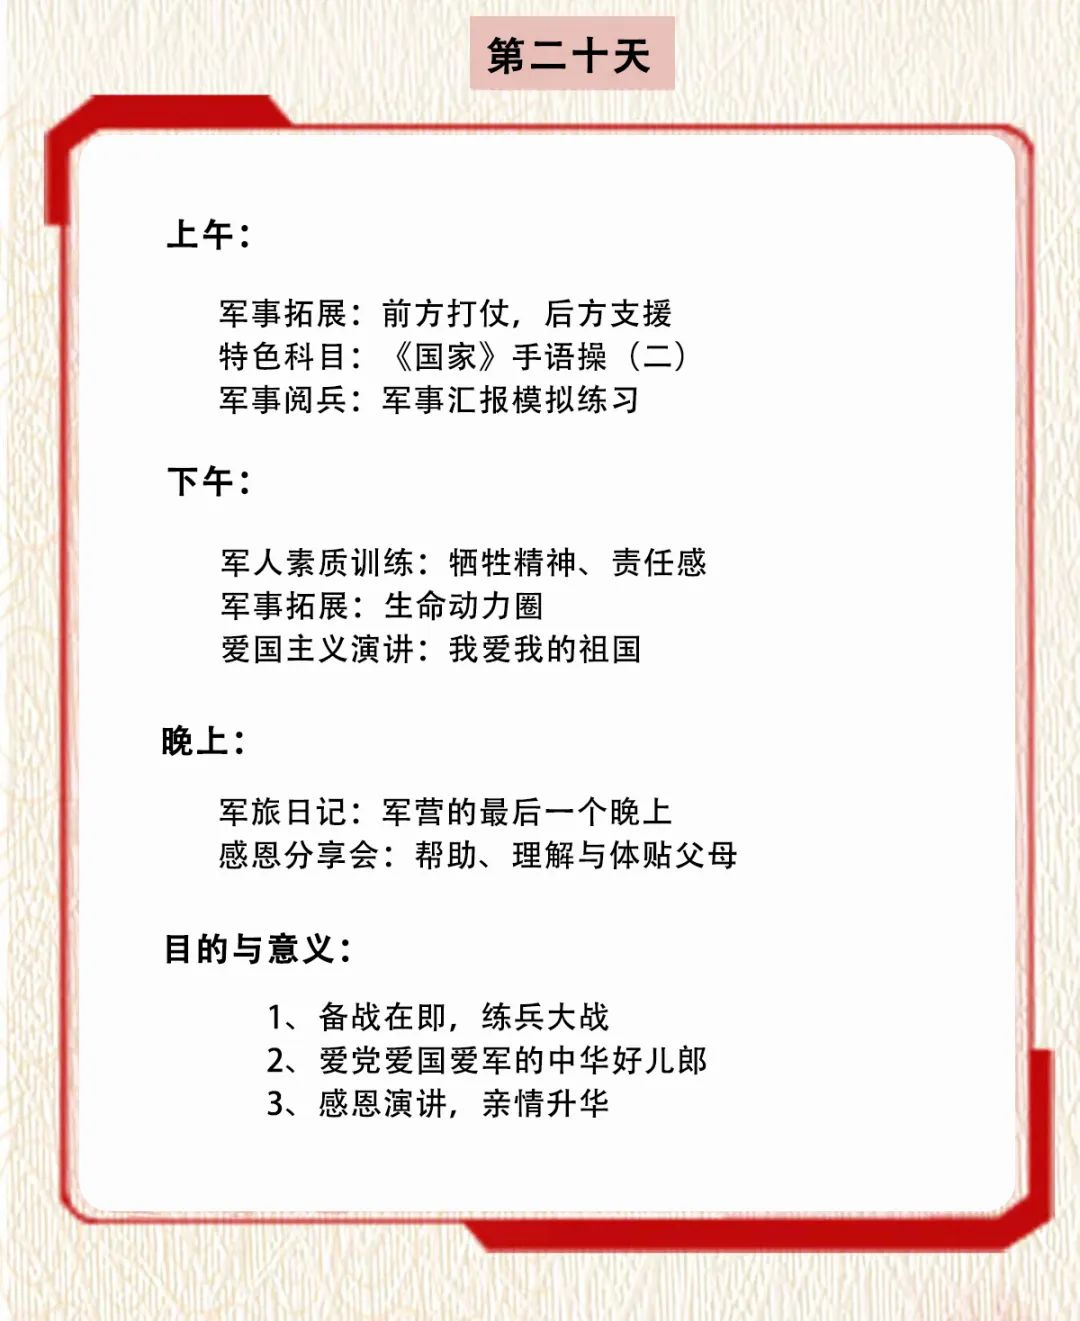 第二十天
上午：
军事拓展：前方打仗，后方支援
特色科目：《国家》手语操（二）
军事阅兵：军事汇报模拟练习
下午：
军人素质训练：牺牲精神、责任感
军事拓展：生命动力圈
爱国主义演讲：我爱我的祖国
晚上：
军旅日记：军营的最后一个晚上
感恩分享会：帮助、理解与体贴父母
目的与意义：
1、备战在即，练兵大战
2、爱党爱国爱军的中华好儿郎
3、感恩演讲，亲情升华